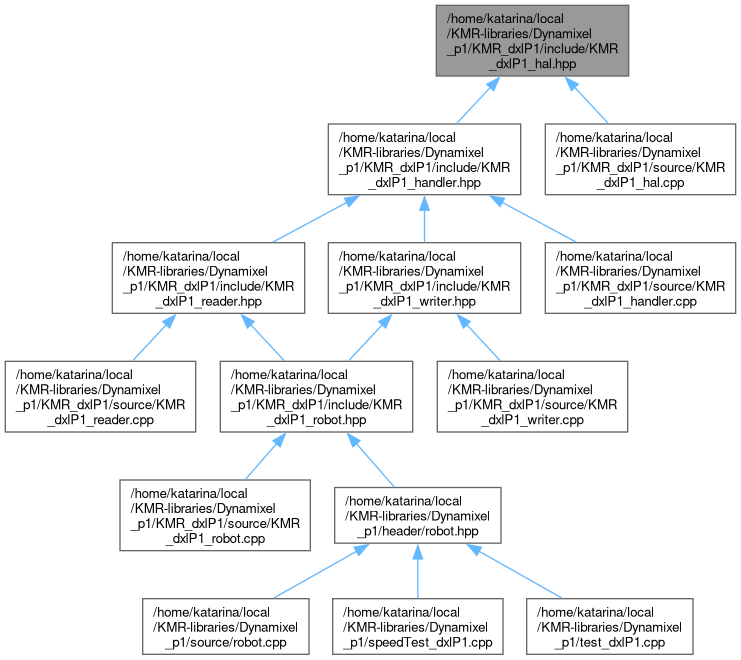 /home/katarina/local
/KMR-libraries/Dynamixel
_p1/KMR_dxlP1/include/KMR
_dxlP1_hal.hpp
/home/katarina/local
/KMR-libraries/Dynamixel
_p1/KMR_dxlP1/include/KMR
_dxlP1_handler.hpp
/home/katarina/local
/KMR-libraries/Dynamixel
_p1/KMR_dxlP1/source/KMR
_dxlP1_hal.cpp
/home/katarina/local
/KMR-libraries/Dynamixel
_p1/KMR_dxlP1/include/KMR
_dxlP1_reader.hpp
/home/katarina/local
/KMR-libraries/Dynamixel
_p1/KMR_dxlP1/include/KMR
_dxlP1_writer.hpp
/home/katarina/local
/KMR-libraries/Dynamixel
_p1/KMR_dxlP1/source/KMR
_dxlP1_handler.cpp
/home/katarina/local
/KMR-libraries/Dynamixel
_p1/KMR_dxlP1/source/KMR
_dxlP1_reader.cpp
/home/katarina/local
/KMR-libraries/Dynamixel
_p1/KMR_dxlP1/include/KMR
_dxlP1_robot.hpp
/home/katarina/local
/KMR-libraries/Dynamixel
_p1/KMR_dxlP1/source/KMR
_dxlP1_writer.cpp
/home/katarina/local
/KMR-libraries/Dynamixel
_p1/KMR_dxlP1/source/KMR
_dxlP1_robot.cpp
/home/katarina/local
/KMR-libraries/Dynamixel
_p1/header/robot.hpp
/home/katarina/local
/KMR-libraries/Dynamixel
_p1/source/robot.cpp
/home/katarina/local
/KMR-libraries/Dynamixel
_p1/speedTest_dxlP1.cpp
/home/katarina/local
/KMR-libraries/Dynamixel
_p1/test_dxlP1.cpp